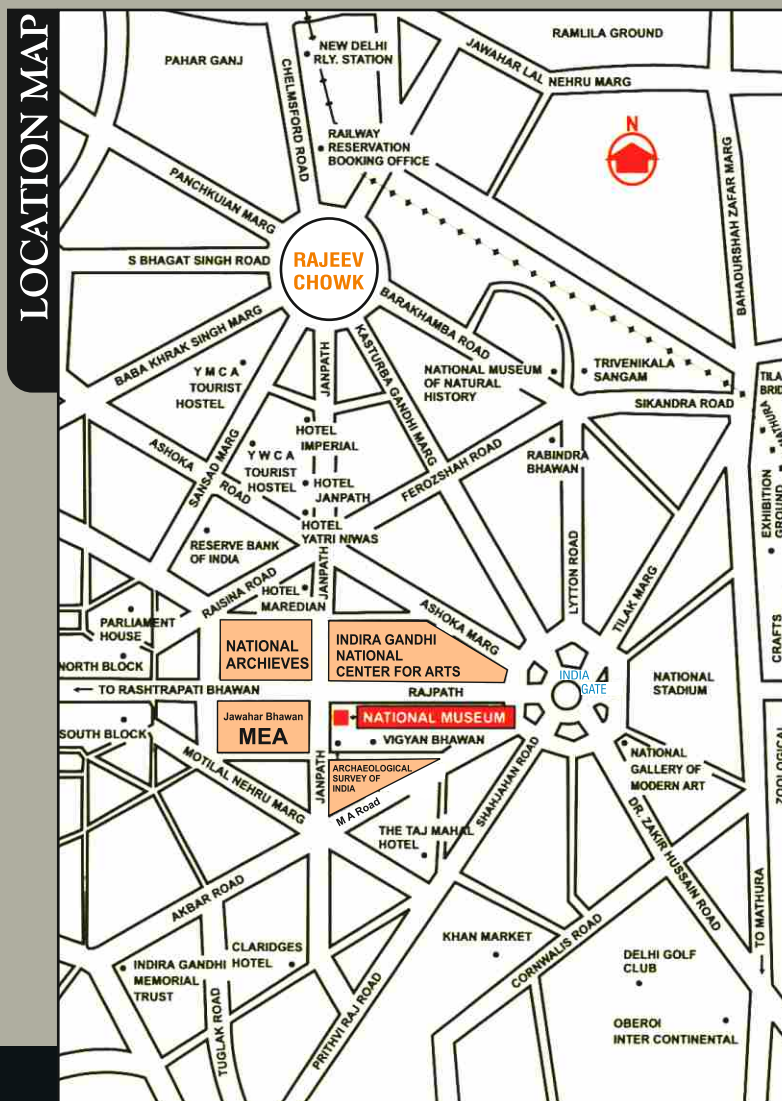 LOCATION MAP
RAMLILA GROUND
NEW DELHI
RLY. STATION
PAHAR GANJ
JAWAHAR LAL NEHRU MARG
CHELMSFORD ROAD
N
RAILWAY
RESERVATION
BOOKING OFFICE
BAHADURSHAH ZAFAR MARG
PANCHKUIAN MARG
S BHAGAT SINGH ROAD
RAJEEV
CHOWK
BARAKHAMBA ROAD
BABA KHRAK SINGH MARG
JANPATH
KASTURBA GANDHI MARG
Y M C A
TOURIST
HOSTEL
NATIONAL MUSEUM
OF NATURAL
HISTORY
TRIVENIKALA
SANGAM
TILA
BRID
SIKANDRA ROAD
MATHURA
HOTEL
IMPERIAL
ASHOKA ROAD
SANSAD MARG
Y W C A
TOURIST
HOSTEL
FEROZSHAH ROAD
RABINDRA
BHAWAN
HOTEL
JANPATH
EXHIBITION
GROUND
HOTEL
YATRI NIWAS
RESERVE BANK
OF INDIA
LYTTON ROAD
JANPATH
RAISINA ROAD
HOTEL
MAREDIAN
TILAK MARG
ASHOKA MARG
PARLIAMENT
HOUSE
CRAFTS
NATIONAL
ARCHIEVES
INDIRA GANDHI
NATIONAL
CENTER FOR ARTS
NORTH BLOCK
INDIA
GATE
NATIONAL
STADIUM
← TO RASHTRAPATI BHAWAN
RAJPATH
Jawahar Bhawan
MEA
NATIONAL MUSEUM
SOUTH BLOCK
VIGYAN BHAWAN
MOTILAL NEHRU MARG
JANPATH
ARCHAEOLOGICAL
SURVEY OF
INDIA
SHAHJAHAN ROAD
NATIONAL
GALLERY OF
MODERN ART
ZOOLOGICAL
M A Road
THE TAJ MAHAL
HOTEL
DR. ZAKIR HUSSAIN ROAD
AKBAR ROAD
← TO MATHURA
KHAN MARKET
CORNWALIS ROAD
CLARIDGES
HOTEL
INDIRA GANDHI
MEMORIAL
TRUST
DELHI GOLF
CLUB
TUGLAK ROAD
PRITHVI RAJ ROAD
OBEROI
INTER CONTINENTAL